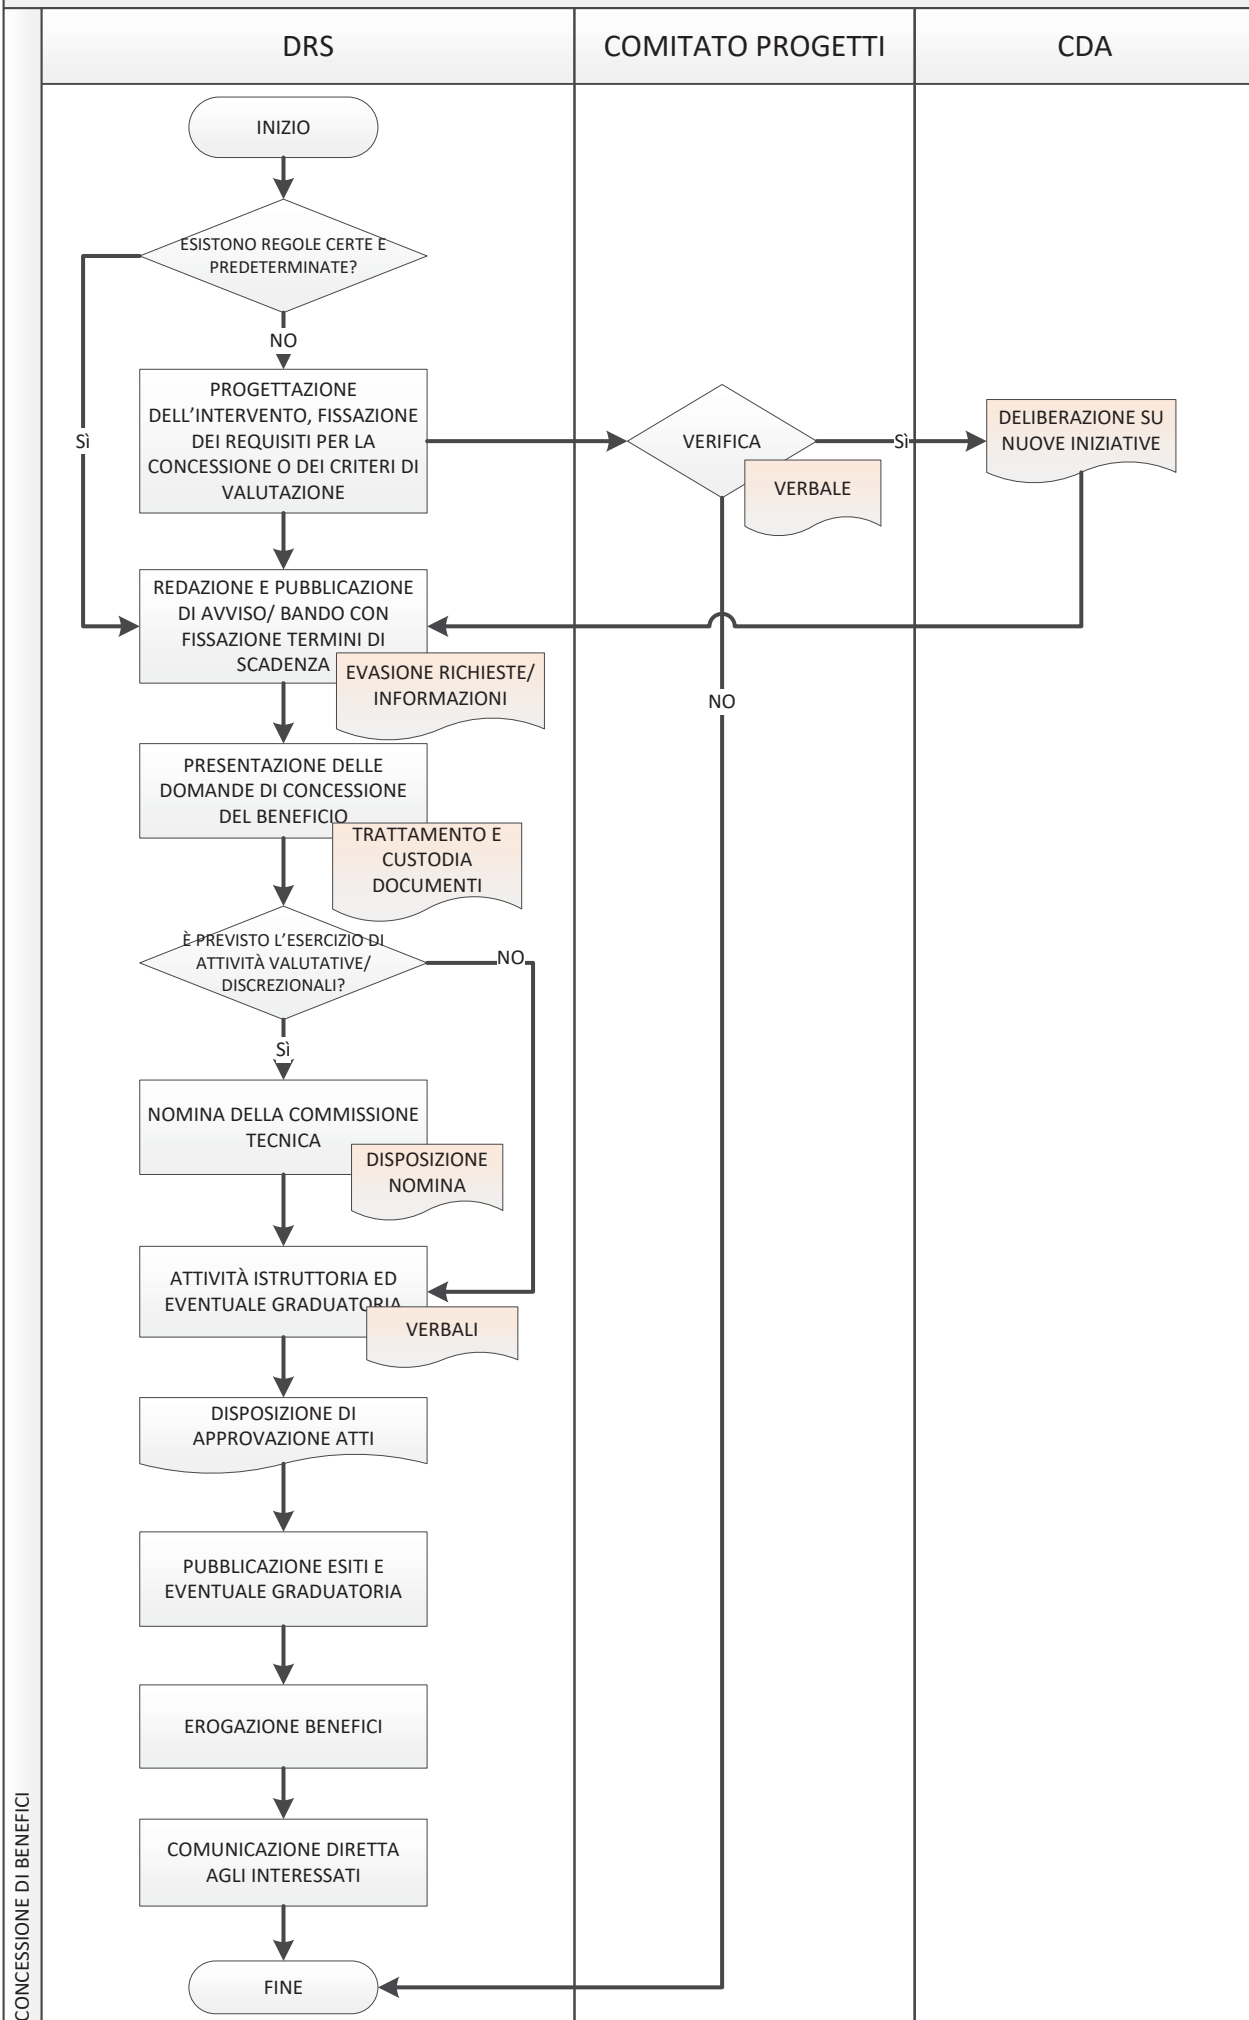 DRS
COMITATO PROGETTI
CDA
INIZIO
ESISTONO REGOLE CERTE E
PREDETERMINATE?
NO
Sì
PROGETTAZIONE
DELL'INTERVENTO, FISSAZIONE
DEI REQUISITI PER LA
CONCESSIONE O DEI CRITERI DI
VALUTAZIONE
VERIFICA
VERBALE
Sì
DELIBERAZIONE SU
NUOVE INIZIATIVE
REDAZIONE E PUBBLICAZIONE
DI AVVISO/ BANDO CON
FISSAZIONE TERMINI DI
SCADENZA
EVASIONE RICHIESTE/
INFORMAZIONI
NO
PRESENTAZIONE DELLE
DOMANDE DI CONCESSIONE
DEL BENEFICIO
TRATTAMENTO E
CUSTODIA
DOCUMENTI
È PREVISTO L'ESERCIZIO DI
ATTIVITÀ VALUTATIVE/
DISCREZIONALI?
NO
Sì
NOMINA DELLA COMMISSIONE
TECNICA
DISPOSIZIONE
NOMINA
ATTIVITÀ ISTRUTTORIA ED
EVENTUALE GRADUATORIA
VERBALI
DISPOSIZIONE DI
APPROVAZIONE ATTI
PUBBLICAZIONE ESITI E
EVENTUALE GRADUATORIA
EROGAZIONE BENEFICI
COMUNICAZIONE DIRETTA
AGLI INTERESSATI
FINE
CONCESSIONE DI BENEFICI